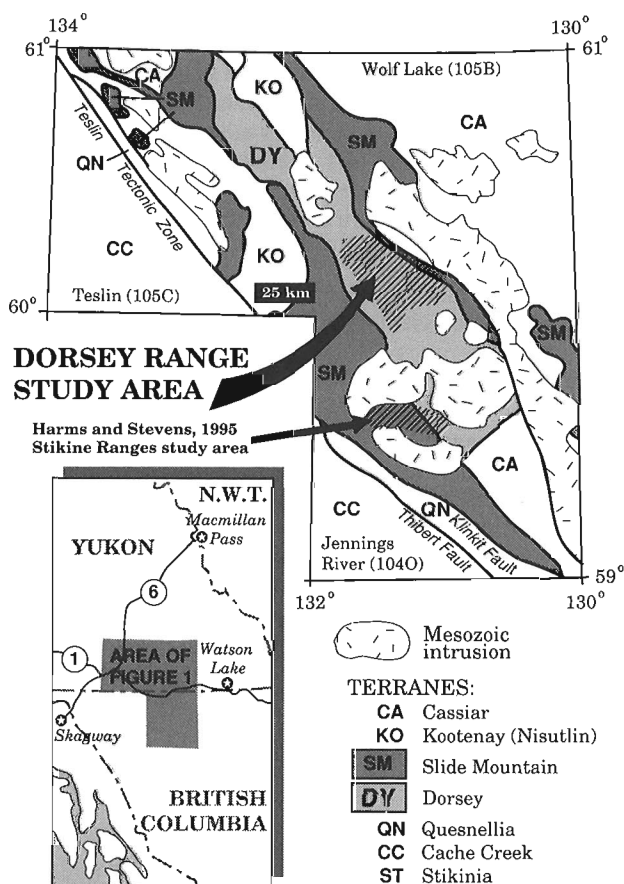 134°
130°
61°
61°
Wolf Lake (105B)
CA
KO
SM
SM
CA
DY
QN
Teslin
Tectonic Zone
CC
KO
Teslin (105C)
25 km
60°
60°
SM
DORSEY RANGE
STUDY AREA
SM
Harms and Stevens, 1995
Stikine Ranges study area
CA
CC
QN
Klinkit Fault
Thibert Fault
Jennings
River (104O)
59°
132°
130°
N.W.T.
Macmillan
Pass
YUKON
6
1
AREA OF
FIGURE 1
Watson
Lake
Skagway
BRITISH
COLUMBIA
Mesozoic
intrusion
TERRANES:
CA Cassiar
KO Kootenay (Nisutlin)
SM Slide Mountain
DY Dorsey
QN Quesnellia
CC Cache Creek
ST Stikinia